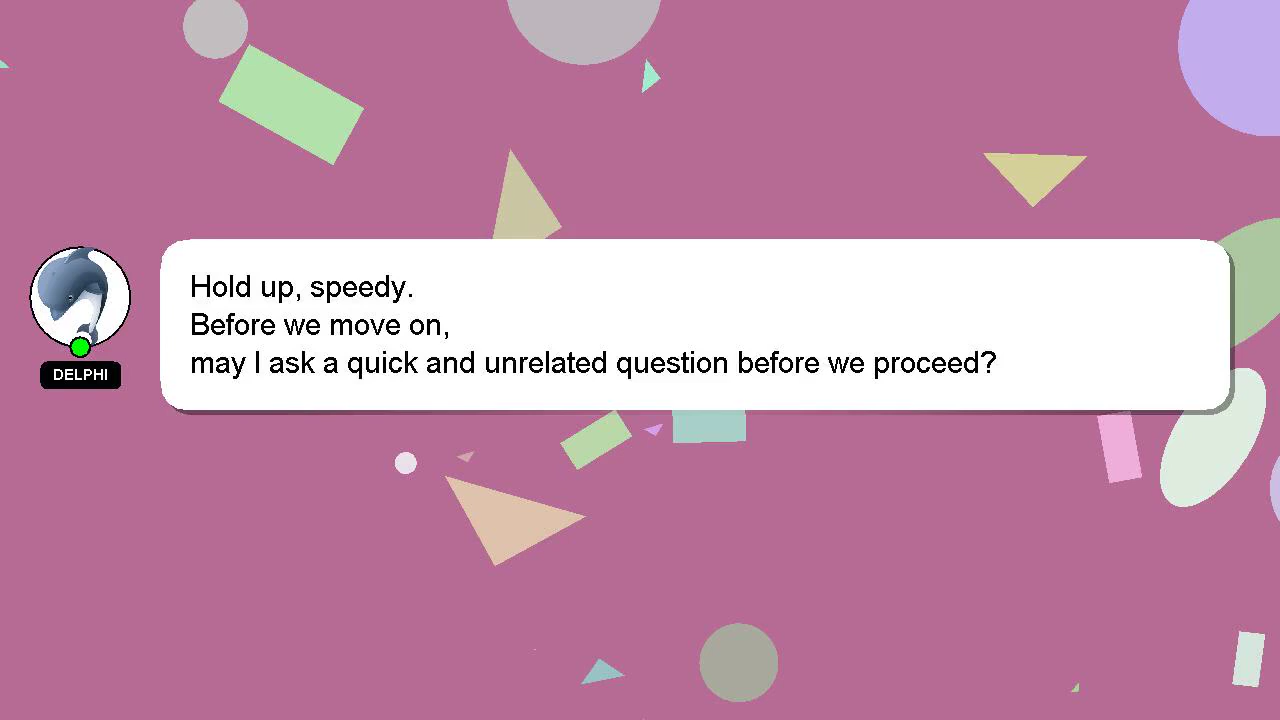 Hold up, speedy.
Before we move on,
may I ask a quick and unrelated question before we proceed?
DELPHI